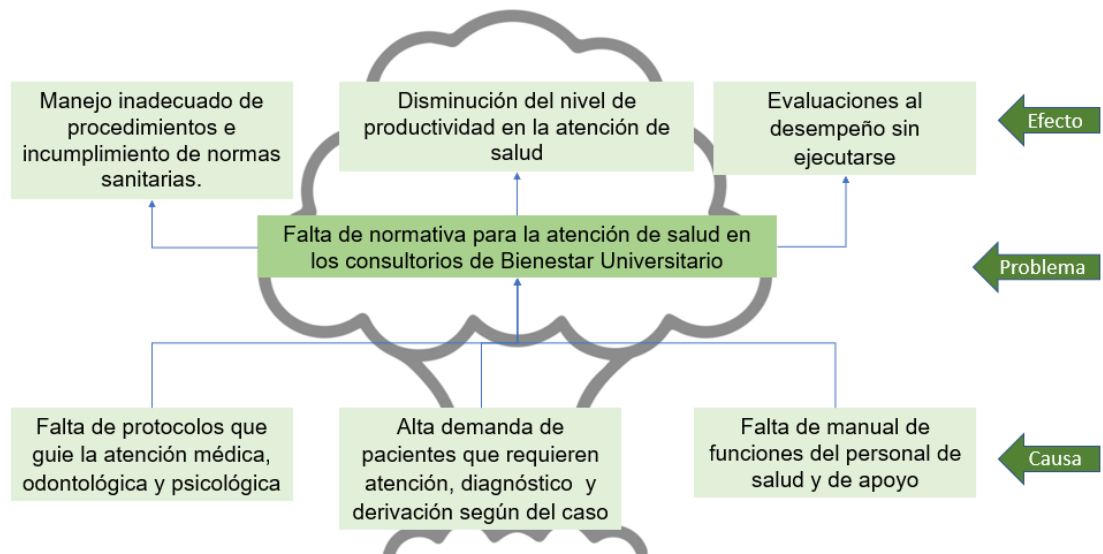 Manejo inadecuado de
procedimientos e
incumplimiento de normas
sanitarias.
Disminución del nivel de
productividad en la atención de
salud
Evaluaciones al
desempeño sin
ejecutarse
Efecto
Falta de normativa para la atención de salud en
los consultorios de Bienestar Universitario
Problema
Falta de protocolos que
guie la atención médica,
odontológica y psicológica
Alta demanda de
pacientes que requieren
atención, diagnóstico y
derivación según del caso
Falta de manual de
funciones del personal de
salud y de apoyo
Causa